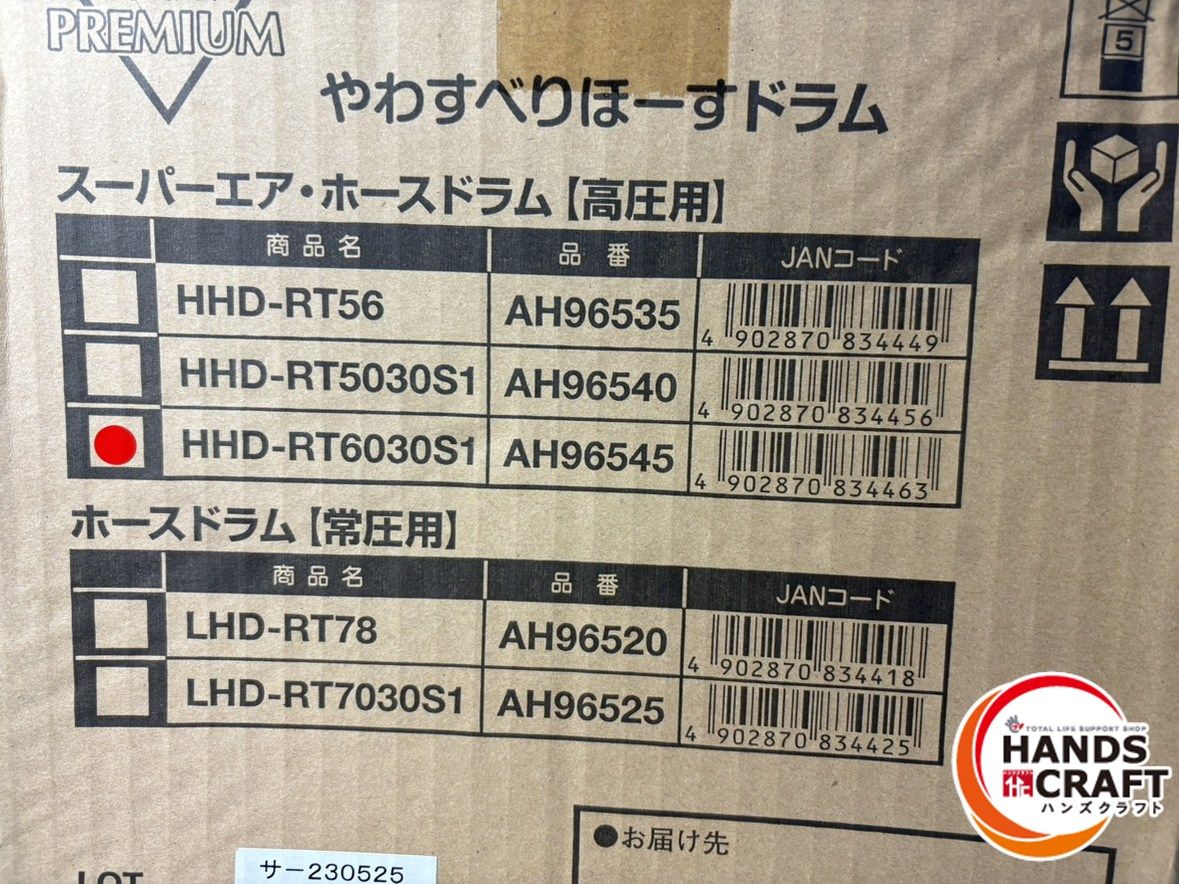 PREMIUM
5
やわすべりほーすドラム
スーパーエア・ホースドラム【高圧用】
商品名 品番 JANコード
HHD-RT56 AH96535 4 902870 834449
HHD-RT5030S1 AH96540 4 902870 834456
HHD-RT6030S1 AH96545 4 902870 834463
ホースドラム【常圧用】
商品名 品番 JANコード
LHD-RT78 AH96520 4 902870 834418
LHD-RT7030S1 AH96525 4 902870 834425
TOTAL LIFE SUPPORT SHOP
HANDS
CRAFT
ハンズクラフト
●お届け先
サー230525
LOT